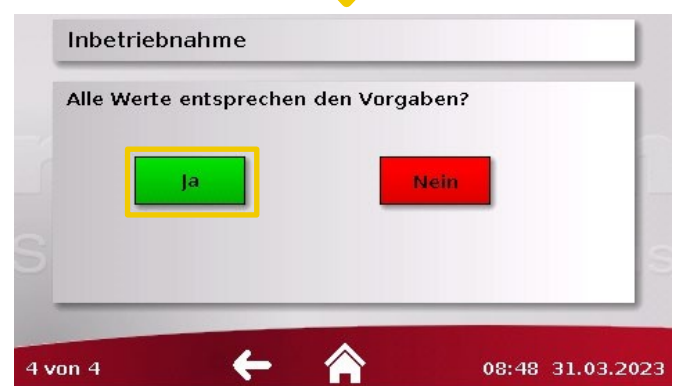 Inbetriebnahme
Alle Werte entsprechen den Vorgaben?
Ja
Nein
4 von 4
08:48 31.03.2023